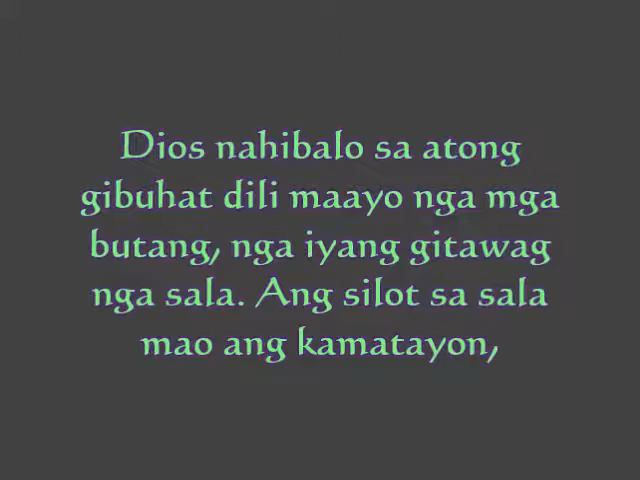 Dios nahibalo sa atong
gibuhat dili maayo nga mga
butang, nga iyang gitawag
nga sala. Ang silot sa sala
mao ang kamatayon,